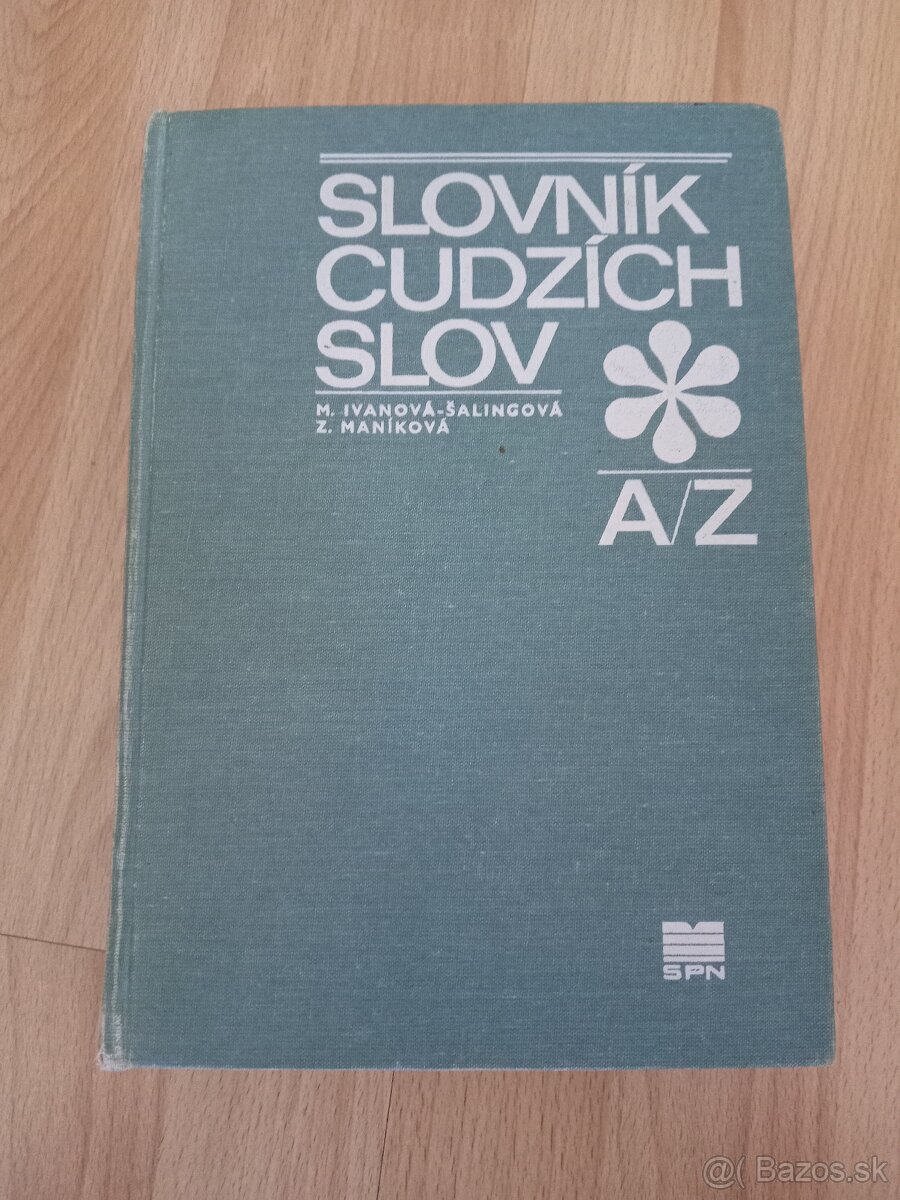 SLOVNÍK
CUDZÍCH
SLOV
M. IVANOVÁ-ŠALINGOVÁ
Z. MANÍKOVÁ
A/Z
SPN
@( Bazos.sk